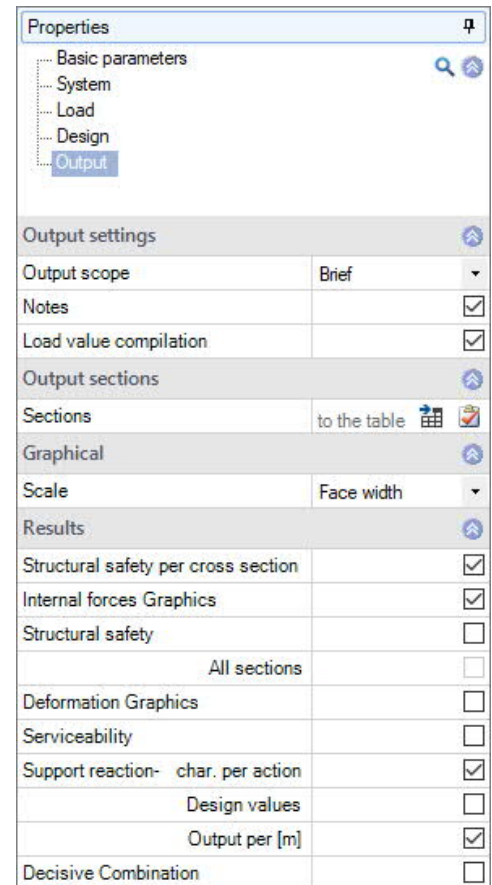 Properties
Basic parameters
System
Load
Design
Output
Output settings
Output scope Brief
Notes
Load value compilation
Output sections
Sections to the table
Graphical
Scale Face width
Results
Structural safety per cross section
Internal forces Graphics
Structural safety
All sections
Deformation Graphics
Serviceability
Support reaction- char. per action
Design values
Output per [m]
Decisive Combination